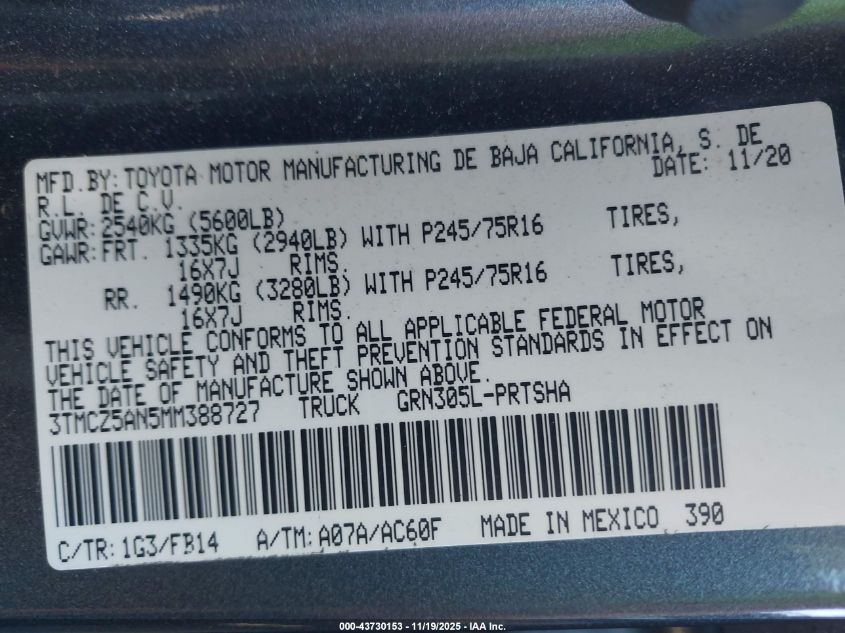 MFD.BY: TOYOTA MOTOR MANUFACTURING DE BAJA CALIFORNIA, S. DE
R.L. DE C.V. DATE: 11/20
GVWR: 2540KG (5600LB)
GAWR: FRT. 1335KG (2940LB) WITH P245/75R16 TIRES,
16X7J RIMS.
RR. 1490KG (3280LB) WITH P245/75R16 TIRES,
16X7J RIMS.
THIS VEHICLE CONFORMS TO ALL APPLICABLE FEDERAL MOTOR
VEHICLE SAFETY AND THEFT PREVENTION STANDARDS IN EFFECT ON
THE DATE OF MANUFACTURE SHOWN ABOVE.
3TMCZ5AN5MM388727 TRUCK GRN305L-PRTSHA
C/TR: 1G3/FB14 A/TM: A07A/AC60F MADE IN MEXICO 390
000-43730153 - 11/19/2025 - IAA Inc.